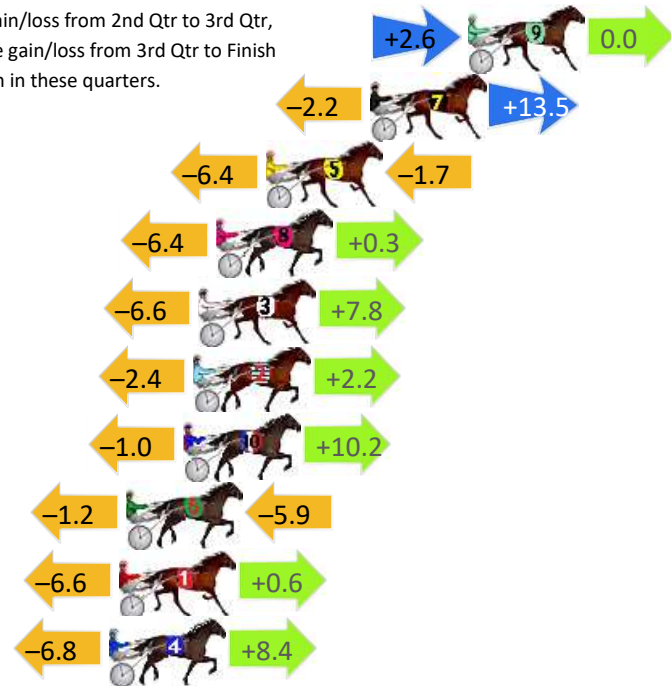 ain/loss from 2nd Qtr to 3rd Qtr,
e gain/loss from 3rd Qtr to Finish
n in these quarters.
+2.6 9 0.0
−2.2 7 +13.5
−6.4 5 −1.7
−6.4 8 +0.3
−6.6 3 +7.8
−2.4 2 +2.2
−1.0 10 +10.2
−1.2 6 −5.9
−6.6 1 +0.6
−6.8 4 +8.4